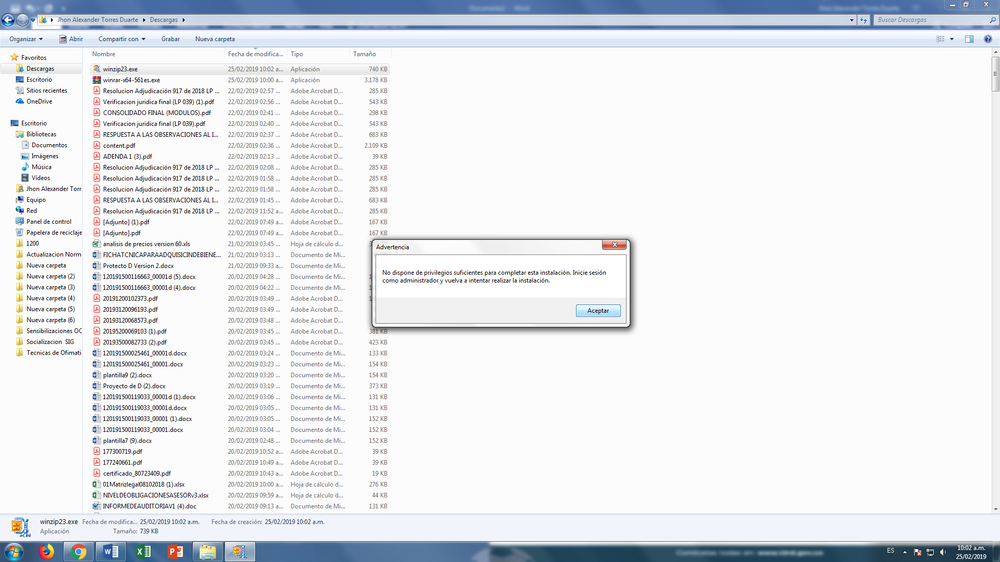 Jhon Alexander Torres Duarte
Descargas
Buscar Descargas
Organizar
Abrir
Compartir con
Grabar
Nueva carpeta
Favoritos
Descargas
Escritorio
Sitios recientes
OneDrive
Escritorio
Bibliotecas
Documentos
Imágenes
Música
Vídeos
Jhon Alexander Torr
Equipo
Red
Panel de control
Papelera de reciclaje
1200
Actualizacion Norm
Nueva carpeta
Nueva carpeta (2)
Nueva carpeta (3)
Nueva carpeta (4)
Nueva carpeta (5)
Nueva carpeta (6)
Sensibilizaciones OC
Socializacion SIG
Tecnicas de Ofimati
Nombre Fecha de modifica... Tipo Tamaño
winzip23.exe 25/02/2019 10:02 a... Aplicación 740 KB
winrar-x64-561es.exe 25/02/2019 10:00 a... Aplicación 3.178 KB
Resolucion Adjudicación 917 de 2018 LP ... 22/02/2019 02:57 ... Adobe Acrobat D... 285 KB
Verificacion juridica final (LP 039) (1).pdf 22/02/2019 02:56 ... Adobe Acrobat D... 543 KB
CONSOLIDADO FINAL (MODULOS).pdf 22/02/2019 02:41 ... Adobe Acrobat D... 298 KB
Verificacion juridica final (LP 039).pdf 22/02/2019 02:40 ... Adobe Acrobat D... 543 KB
RESPUESTA A LAS OBSERVACIONES AL I... 22/02/2019 02:37 ... Adobe Acrobat D... 683 KB
content.pdf 22/02/2019 02:36 ... Adobe Acrobat D... 2.109 KB
ADENDA 1 (3).pdf 22/02/2019 02:13 ... Adobe Acrobat D... 39 KB
Resolucion Adjudicación 917 de 2018 LP ... 22/02/2019 02:08 ... Adobe Acrobat D... 285 KB
Resolucion Adjudicación 917 de 2018 LP ... 22/02/2019 01:58 ... Adobe Acrobat D... 285 KB
Resolucion Adjudicación 917 de 2018 LP ... 22/02/2019 01:58 ... Adobe Acrobat D... 285 KB
RESPUESTA A LAS OBSERVACIONES AL I... 22/02/2019 01:45 ... Adobe Acrobat D... 683 KB
Resolucion Adjudicación 917 de 2018 LP ... 22/02/2019 11:52 a... Adobe Acrobat D... 285 KB
[Adjunto] (1).pdf 22/02/2019 07:49 a... Adobe Acrobat D... 167 KB
[Adjunto].pdf 22/02/2019 07:49 a... Adobe Acrobat D... 167 KB
analisis de precios version 60.xls 21/02/2019 03:45 ... Hoja de cálculo d...
FICHATCNICAPARAADQUISICINDEBIENE... 21/02/2019 03:13 ... Documento de Mi...
Protecto D Version 2.docx 21/02/2019 09:33 a... Documento de Mi...
120191500116663_00001d (5).docx 20/02/2019 04:28 ... Documento de Mi...
120191500116663_00001d (4).docx 20/02/2019 04:22 ... Documento de Mi...
20191200102373.pdf 20/02/2019 03:49 ... Adobe Acrobat D...
20193120096193.pdf 20/02/2019 03:49 ... Adobe Acrobat D...
20193120068573.pdf 20/02/2019 03:48 ... Adobe Acrobat D...
20195200069103 (1).pdf 20/02/2019 03:45 ... Adobe Acrobat D... 381 KB
20193500082733 (2).pdf 20/02/2019 03:45 ... Adobe Acrobat D... 423 KB
120191500025461_00001d.docx 20/02/2019 03:24 ... Documento de Mi... 133 KB
120191500025461_00001.docx 20/02/2019 03:23 ... Documento de Mi... 154 KB
plantilla9 (2).docx 20/02/2019 03:20 ... Documento de Mi... 154 KB
Proyecto de D (2).docx 20/02/2019 03:19 ... Documento de Mi... 373 KB
120191500119033_00001d (1).docx 20/02/2019 03:06 ... Documento de Mi... 131 KB
120191500119033_00001d.docx 20/02/2019 03:05 ... Documento de Mi... 131 KB
120191500119033_00001 (1).docx 20/02/2019 03:05 ... Documento de Mi... 152 KB
120191500119033_00001.docx 20/02/2019 03:04 ... Documento de Mi... 152 KB
plantilla7 (9).docx 20/02/2019 02:48 ... Documento de Mi... 152 KB
177300719.pdf 20/02/2019 10:52 a... Adobe Acrobat D... 39 KB
177240661.pdf 20/02/2019 10:49 a... Adobe Acrobat D... 39 KB
certificado_80723409.pdf 20/02/2019 10:43 a... Adobe Acrobat D... 19 KB
01Matrizlegal08102018 (1).xlsx 20/02/2019 10:00 a... Hoja de cálculo d... 276 KB
NIVELDEOBLIGACIONESASESORv3.xlsx 20/02/2019 09:59 a... Hoja de cálculo d... 44 KB
INFORMEDEAUDITORIAV1 (4).doc 20/02/2019 09:13 a... Documento de Mi... 131 KB
Advertencia
No dispone de privilegios suficientes para completar esta instalación. Inicie sesión
como administrador y vuelva a intentar realizar la instalación.
Aceptar
winzip23.exe Fecha de modifica... 25/02/2019 10:02 a.m. Fecha de creación: 25/02/2019 10:02 a.m.
Aplicación Tamaño: 739 KB
ES
10:02 a.m.
25/02/2019